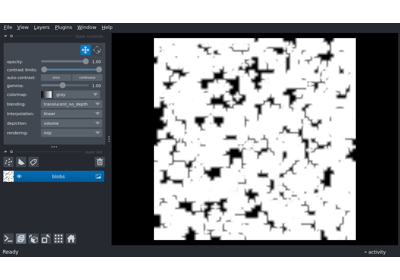 File View Layers Plugins Window Help
opacity: 1.00
contrast limits:
auto-contrast: once continuous
gamma: 1.00
colormap: gray
blending: translucent_no_depth
interpolation: linear
depiction: volume
rendering: mip
blobs
Ready
activity